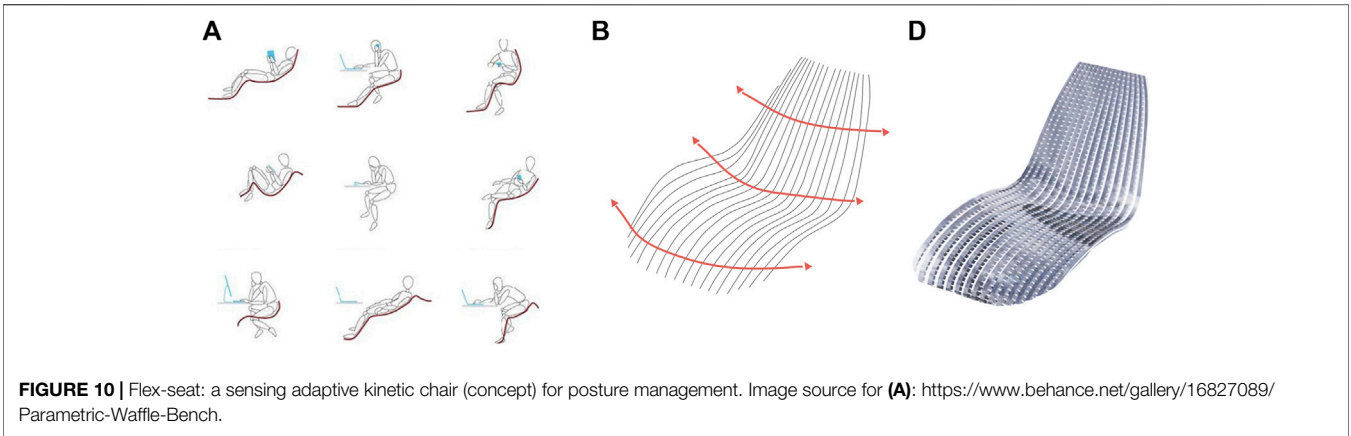 A
B
D
FIGURE 10 | Flex-seat: a sensing adaptive kinetic chair (concept) for posture management. Image source for (A): https://www.behance.net/gallery/16827089/
Parametric-Waffle-Bench.